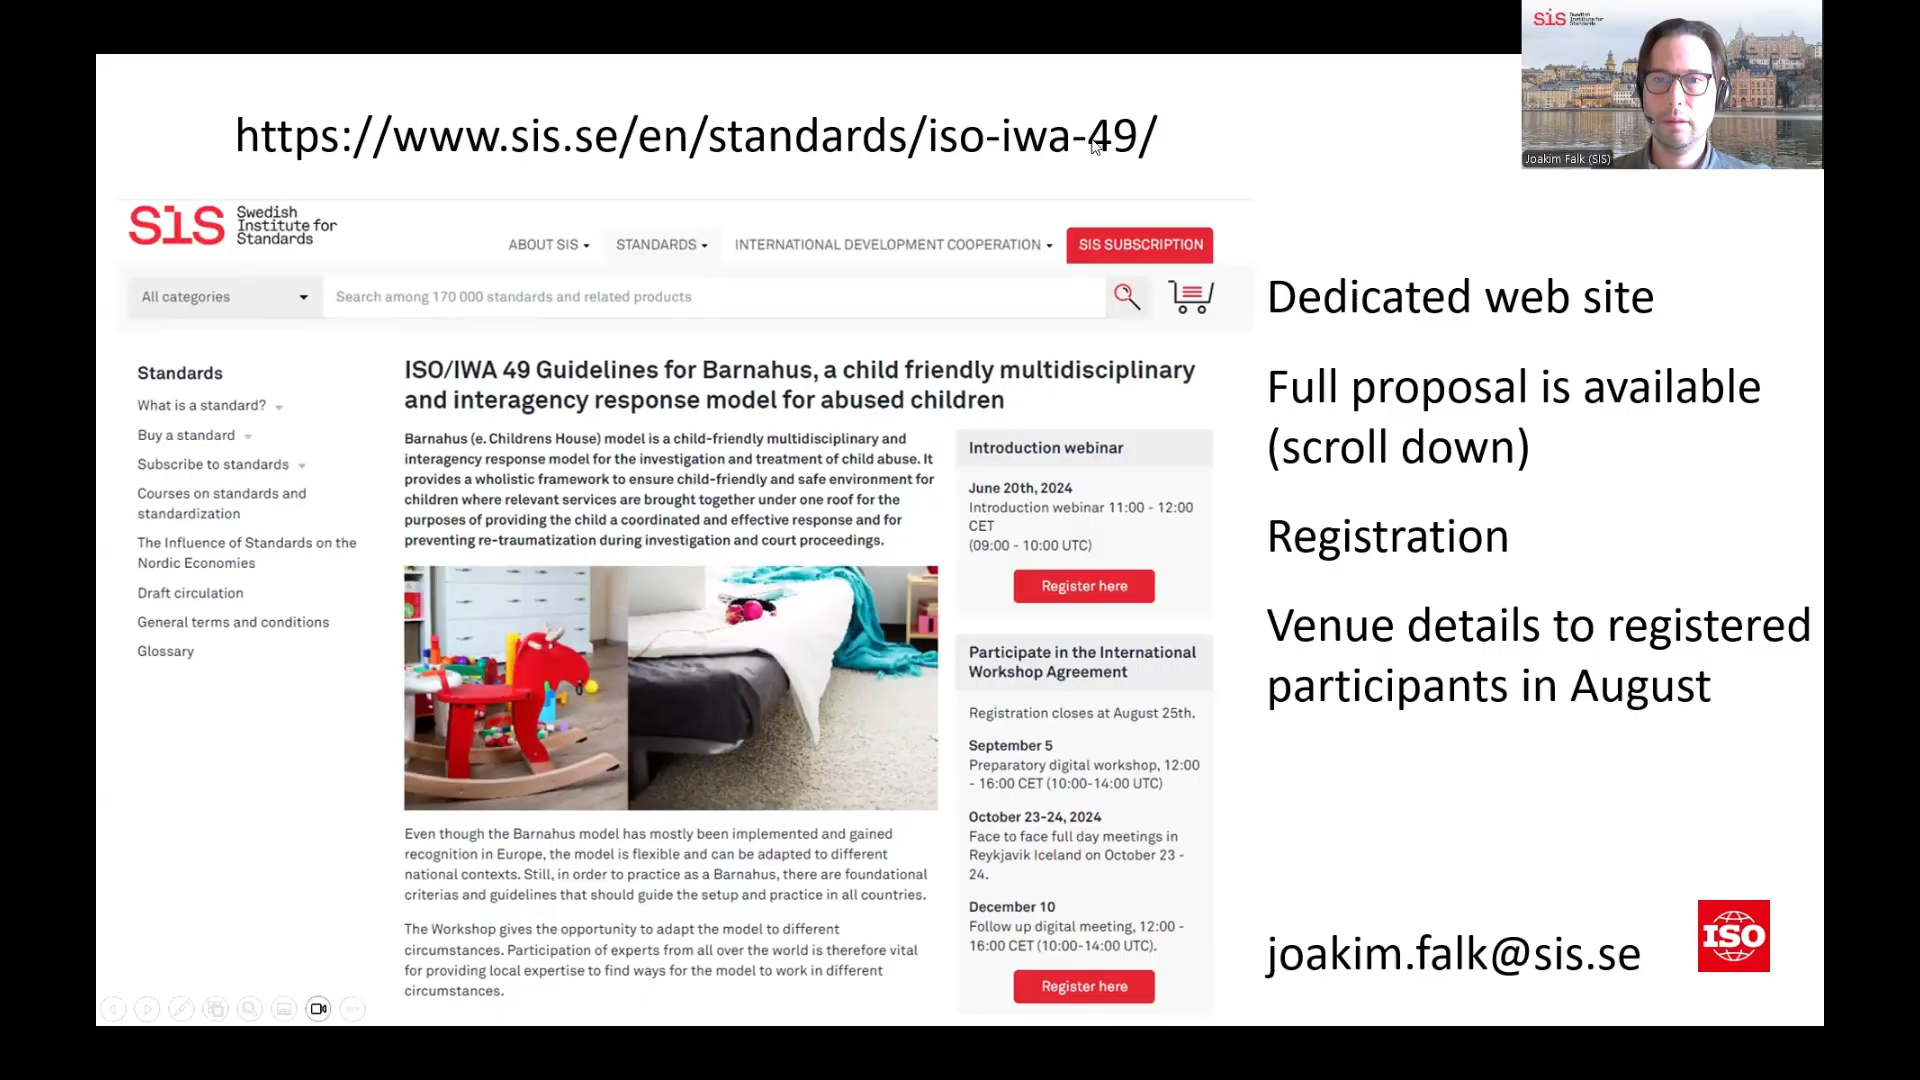 sis Swedish
Institute for
Standards
Joakim Falk (SIS)
https://www.sis.se/en/standards/iso-iwa-49/
sis Swedish
Institute for
Standards
ABOUT SIS STANDARDS INTERNATIONAL DEVELOPMENT COOPERATION SIS SUBSCRIPTION
All categories Search among 170 000 standards and related products
Standards
What is a standard?
Buy a standard
Subscribe to standards
Courses on standards and
standardization
The Influence of Standards on the
Nordic Economies
Draft circulation
General terms and conditions
Glossary
ISO/IWA 49 Guidelines for Barnahus, a child friendly multidisciplinary
and interagency response model for abused children
Barnahus (e. Childrens House) model is a child-friendly multidisciplinary and
interagency response model for the investigation and treatment of child abuse. It
provides a wholistic framework to ensure child-friendly and safe environment for
children where relevant services are brought together under one roof for the
purposes of providing the child a coordinated and effective response and for
preventing re-traumatization during investigation and court proceedings.
Even though the Barnahus model has mostly been implemented and gained
recognition in Europe, the model is flexible and can be adapted to different
national contexts. Still, in order to practice as a Barnahus, there are foundational
criterias and guidelines that should guide the setup and practice in all countries.
The Workshop gives the opportunity to adapt the model to different
circumstances. Participation of experts from all over the world is therefore vital
for providing local expertise to find ways for the model to work in different
circumstances.
Introduction webinar
June 20th, 2024
Introduction webinar 11:00 - 12:00
CET
(09:00 - 10:00 UTC)
Register here
Participate in the International
Workshop Agreement
Registration closes at August 25th.
September 5
Preparatory digital workshop, 12:00
- 16:00 CET (10:00-14:00 UTC)
October 23-24, 2024
Face to face full day meetings in
Reykjavik Iceland on October 23 -
24.
December 10
Follow up digital meeting, 12:00 -
16:00 CET (10:00-14:00 UTC).
Register here
Dedicated web site
Full proposal is available
(scroll down)
Registration
Venue details to registered
participants in August
joakim.falk@sis.se
ISO